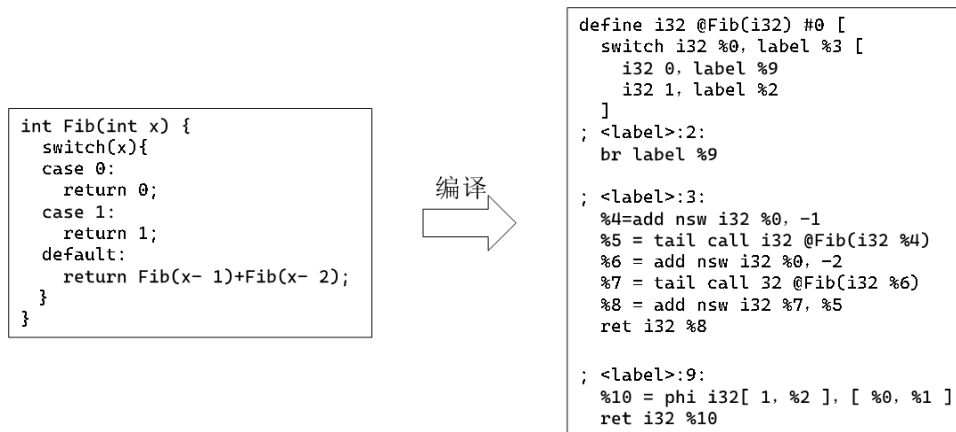 int Fib(int x) {
switch(x){
case 0:
return 0;
case 1:
return 1;
default:
return Fib(x- 1)+Fib(x- 2);
}
}
编译
define i32 @Fib(i32) #0 [
switch i32 %0, label %3 [
i32 0, label %9
i32 1, label %2
]
; <label>:2:
br label %9
; <label>:3:
%4=add nsw i32 %0, -1
%5 = tail call i32 @Fib(i32 %4)
%6 = add nsw i32 %0, -2
%7 = tail call 32 @Fib(i32 %6)
%8 = add nsw i32 %7, %5
ret i32 %8
; <label>:9:
%10 = phi i32[ 1, %2 ], [ %0, %1 ]
ret i32 %10